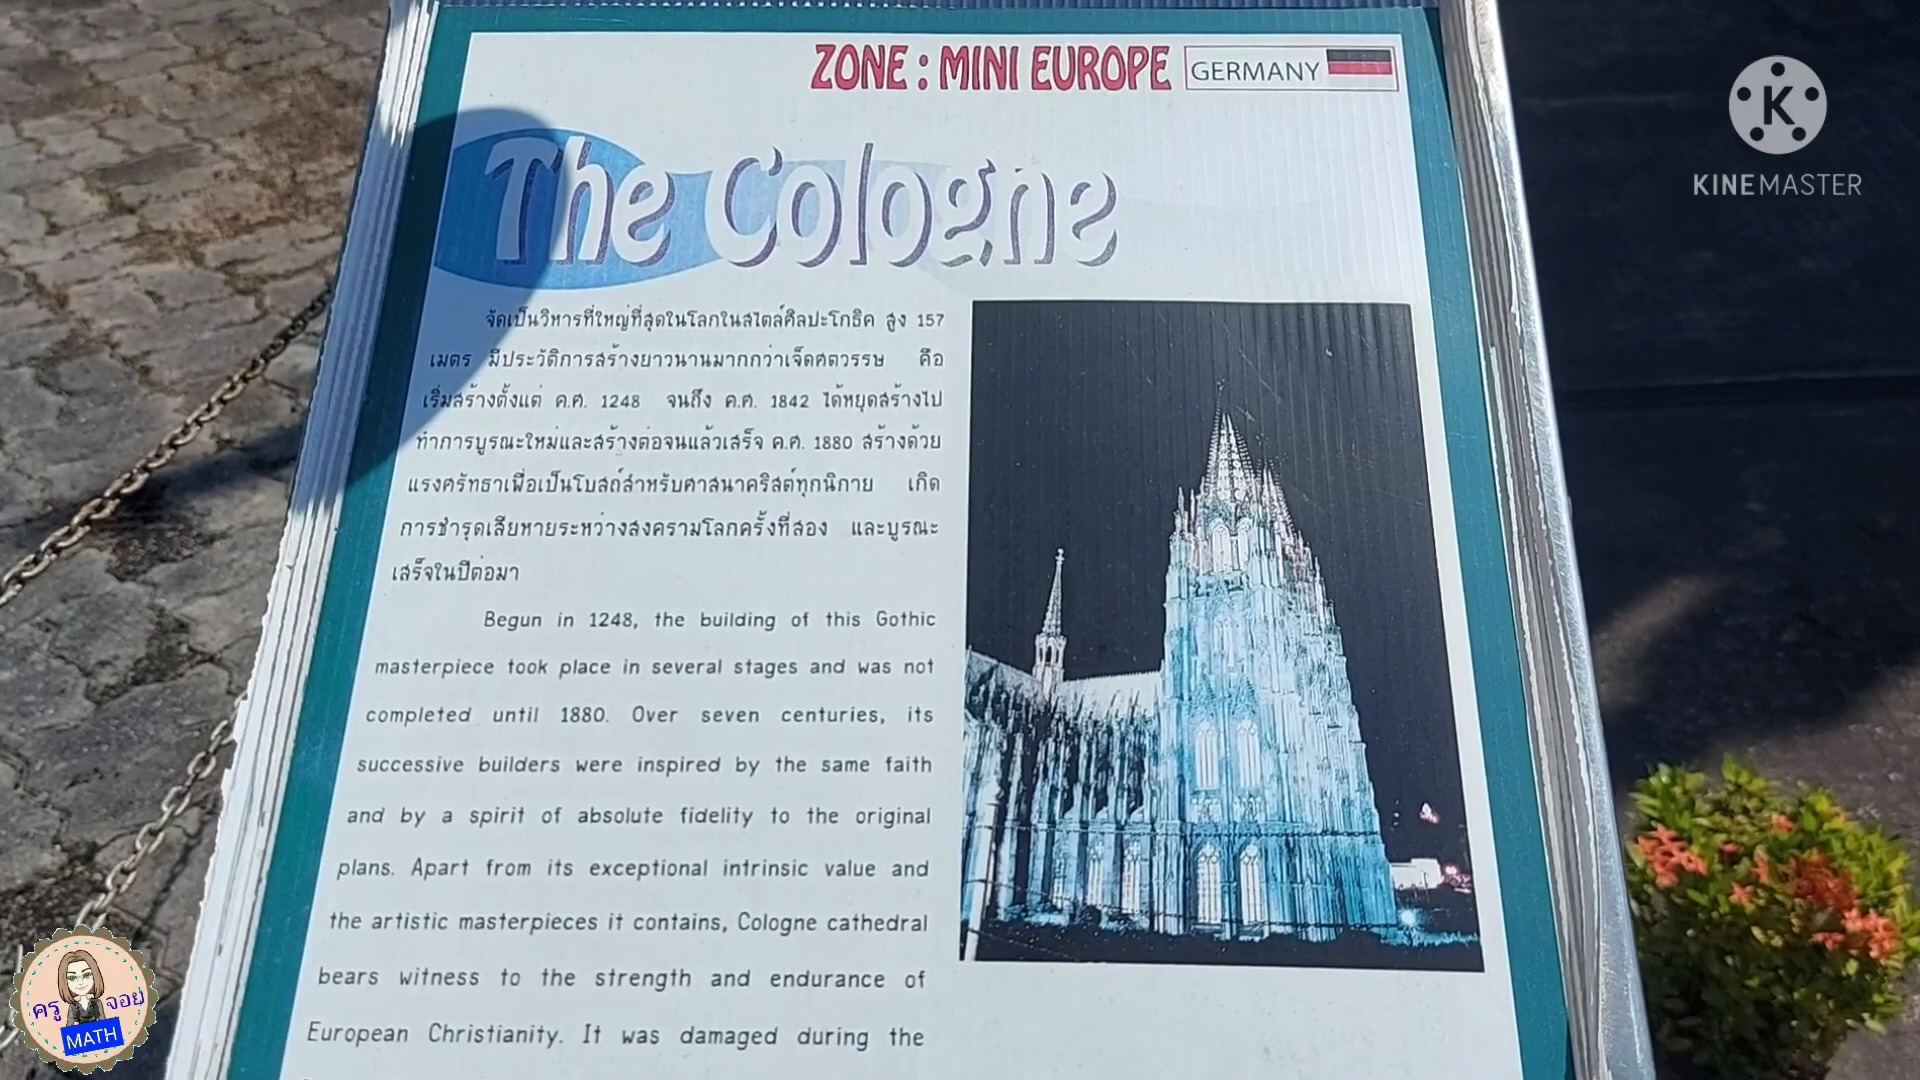 ZONE : MINI EUROPE
GERMANY
The Cologne
จัดเป็นวิหารที่ใหญ่ที่สุดในโลกในสไตล์ศิลปะโกธิค สูง 157
เมตร มีประวัติการสร้างยาวนานมากกว่าเจ็ดศตวรรษ คือ
เริ่มสร้างตั้งแต่ ค.ศ. 1248 จนถึง ค.ศ. 1842 ได้หยุดสร้างไป
ทำการบูรณะใหม่และสร้างต่อจนแล้วเสร็จ ค.ศ. 1880 สร้างด้วย
แรงศรัทธาเพื่อเป็นโบสถ์สำหรับศาสนาคริสต์ทุกนิกาย เกิด
การชำรุดเสียหายระหว่างสงครามโลกครั้งที่สอง และบูรณะ
เสร็จในปีต่อมา
Begun in 1248, the building of this Gothic
masterpiece took place in several stages and was not
completed until 1880. Over seven centuries, its
successive builders were inspired by the same faith
and by a spirit of absolute fidelity to the original
plans. Apart from its exceptional intrinsic value and
the artistic masterpieces it contains, Cologne cathedral
bears witness to the strength and endurance of
European Christianity. It was damaged during the
K
KINEMASTER
ครู จอย
MATH